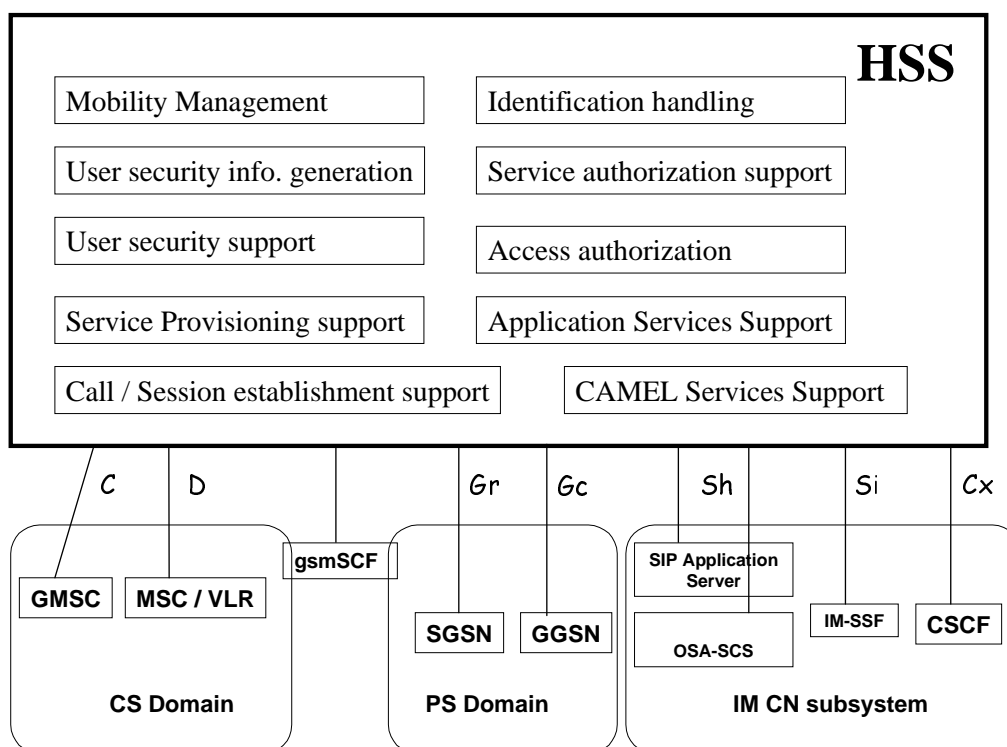 HSS
Mobility Management
Identification handling
User security info. generation
Service authorization support
User security support
Access authorization
Service Provisioning support
Application Services Support
Call / Session establishment support
CAMEL Services Support
C
D
Gr
Gc
Sh
Si
Cx
gsmSCF
SIP Application
Server
GMSC
MSC / VLR
SGSN
GGSN
OSA-SCS
IM-SSF
CSCF
CS Domain
PS Domain
IM CN subsystem